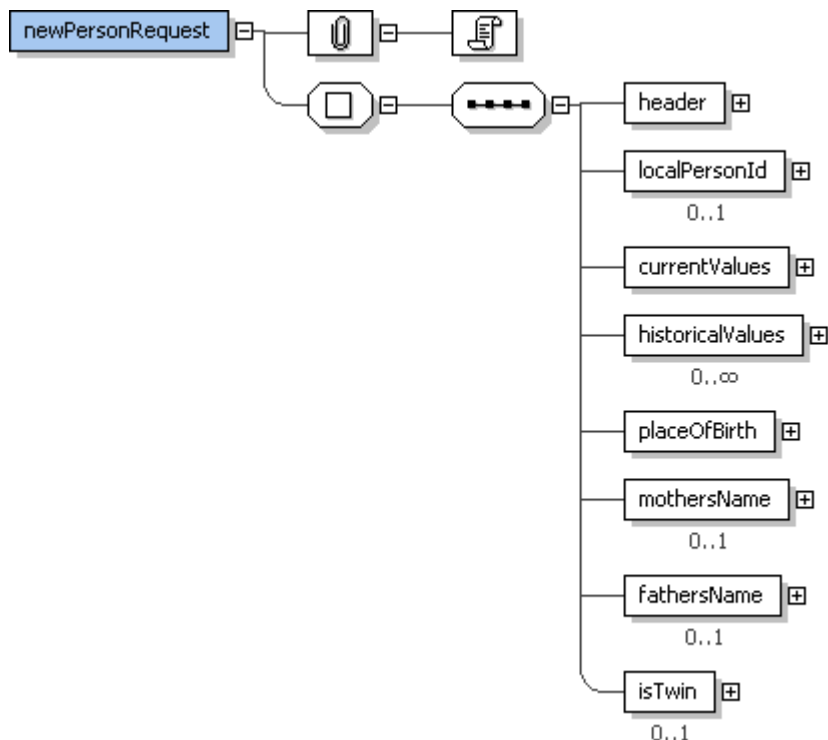 newPersonRequest
header
localPersonId
0..1
currentValues
historicalValues
0..∞
placeOfBirth
mothersName
0..1
fathersName
0..1
isTwin
0..1